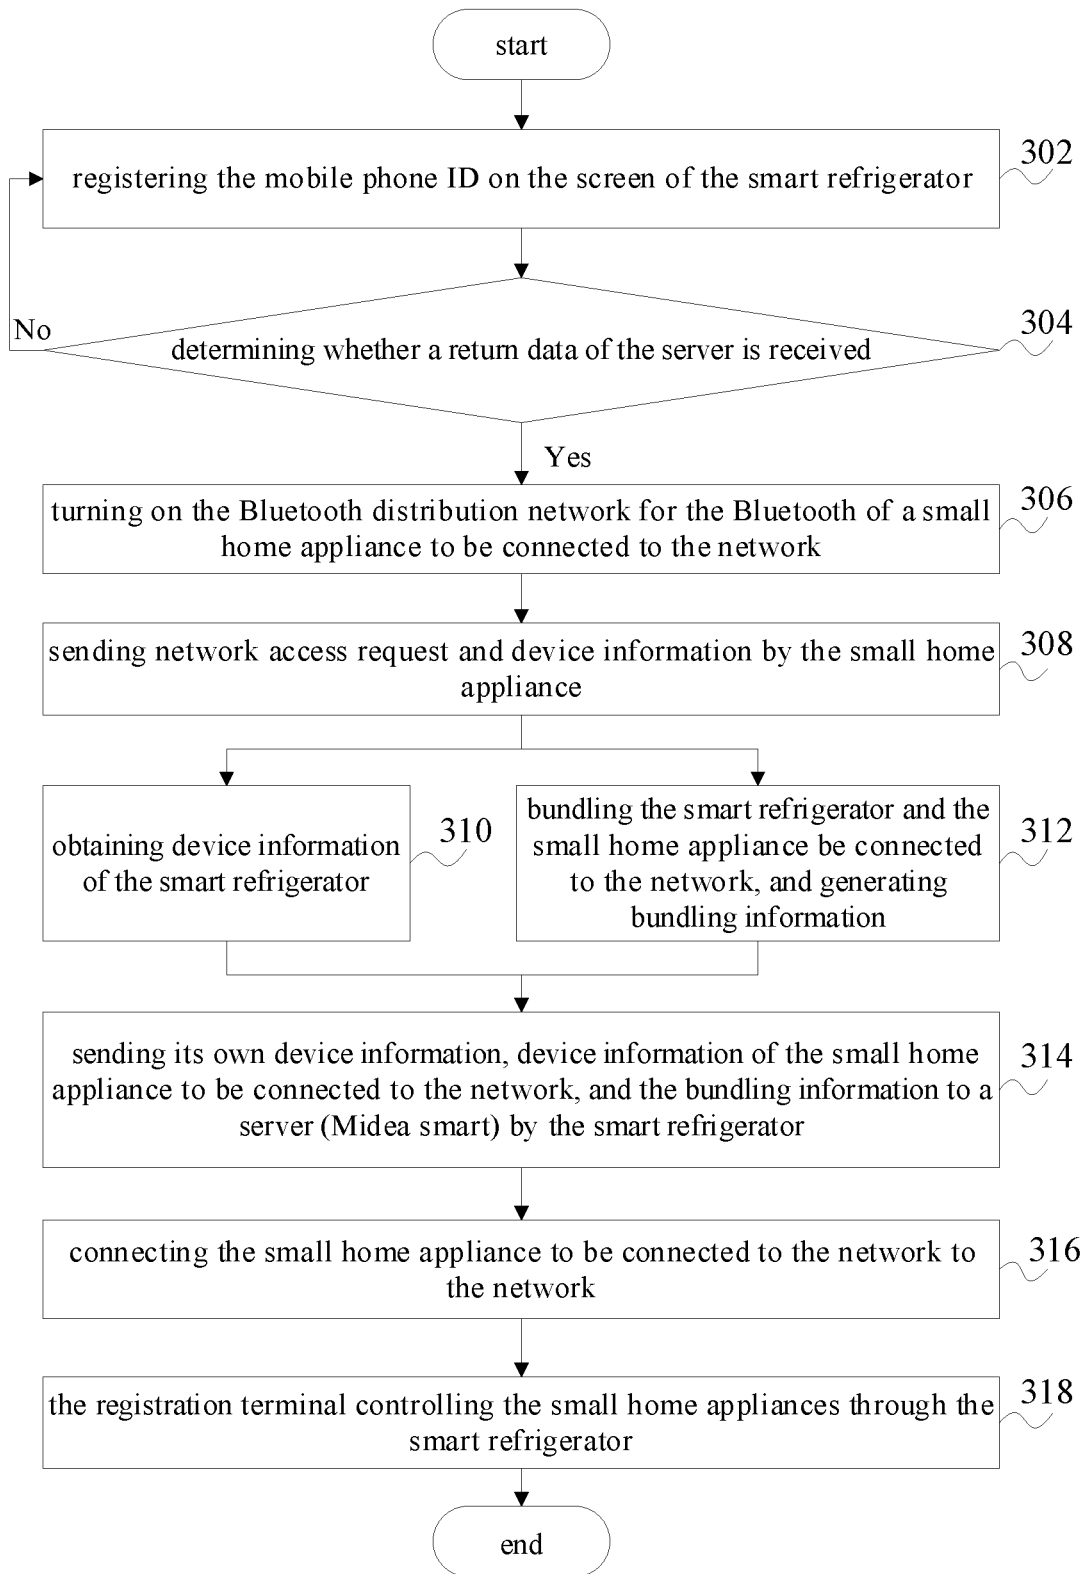 start
302
registering the mobile phone ID on the screen of the smart refrigerator
304
No
determining whether a return data of the server is received
Yes
306
turning on the Bluetooth distribution network for the Bluetooth of a small
home appliance to be connected to the network
308
sending network access request and device information by the small home
appliance
310
obtaining device information
of the smart refrigerator
312
bundling the smart refrigerator and the
small home appliance be connected
to the network, and generating
bundling information
314
sending its own device information, device information of the small home
appliance to be connected to the network, and the bundling information to a
server (Midea smart) by the smart refrigerator
316
connecting the small home appliance to be connected to the network to
the network
318
the registration terminal controlling the small home appliances through the
smart refrigerator
end